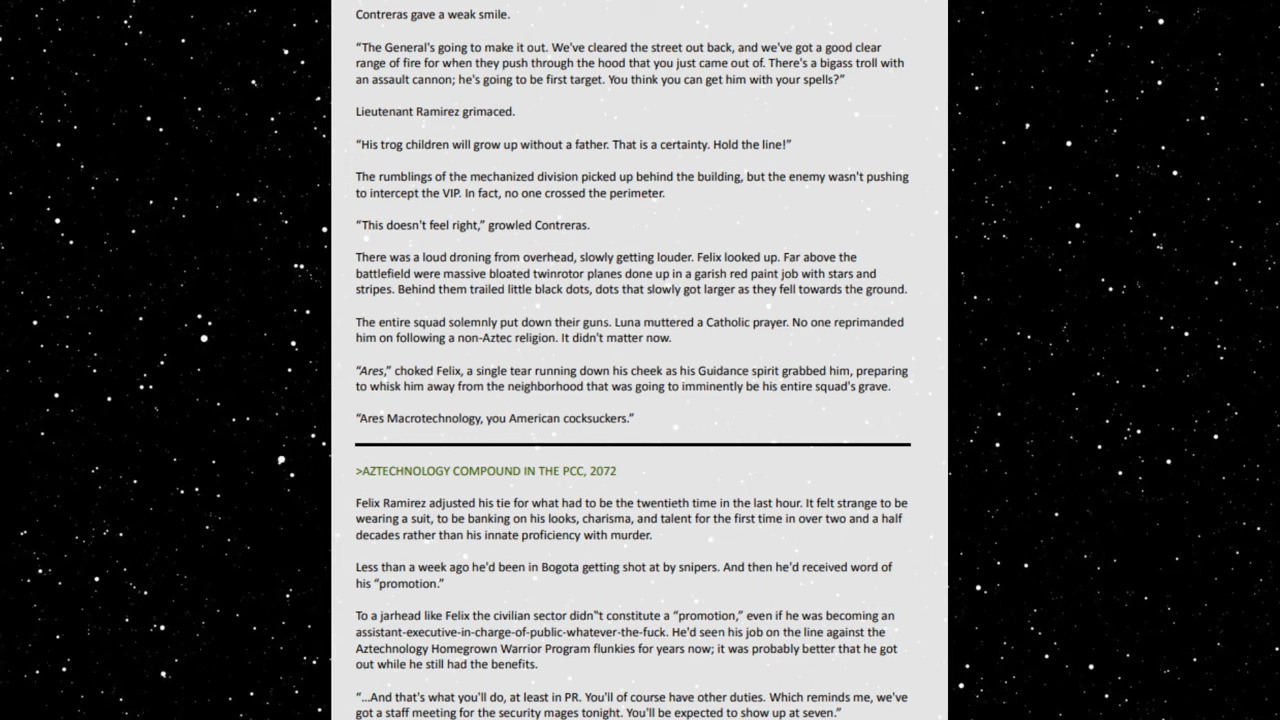 Contreras gave a weak smile.
“The General's going to make it out. We've cleared the street out back, and we've got a good clear
range of fire for when they push through the hood that you just came out of. There's a bigass troll with
an assault cannon; he's going to be first target. You think you can get him with your spells?”
Lieutenant Ramirez grimaced.
“His trog children will grow up without a father. That is a certainty. Hold the line!”
The rumblings of the mechanized division picked up behind the building, but the enemy wasn't pushing
to intercept the VIP. In fact, no one crossed the perimeter.
“This doesn't feel right,” growled Contreras.
There was a loud droning from overhead, slowly getting louder. Felix looked up. Far above the
battlefield were massive bloated twinrotor planes done up in a garish red paint job with stars and
stripes. Behind them trailed little black dots, dots that slowly got larger as they fell towards the ground.
The entire squad solemnly put down their guns. Luna muttered a Catholic prayer. No one reprimanded
him on following a non-Aztec religion. It didn't matter now.
“Ares,” choked Felix, a single tear running down his cheek as his Guidance spirit grabbed him, preparing
to whisk him away from the neighborhood that was going to imminently be his entire squad's grave.
“Ares Macrotechnology, you American cocksuckers.”
>AZTECHNOLOGY COMPOUND IN THE PCC, 2072
Felix Ramirez adjusted his tie for what had to be the twentieth time in the last hour. It felt strange to be
wearing a suit, to be banking on his looks, charisma, and talent for the first time in over two and a half
decades rather than his innate proficiency with murder.
Less than a week ago he'd been in Bogota getting shot at by snipers. And then he'd received word of
his “promotion.”
To a jarhead like Felix the civilian sector didn"t constitute a “promotion,” even if he was becoming an
assistant-executive-in-charge-of-public-whatever-the-fuck. He'd seen his job on the line against the
Aztechnology Homegrown Warrior Program flunkies for years now; it was probably better that he got
out while he still had the benefits.
“...And that's what you'll do, at least in PR. You'll of course have other duties. Which reminds me, we've
got a staff meeting for the security mages tonight. You'll be expected to show up at seven.”